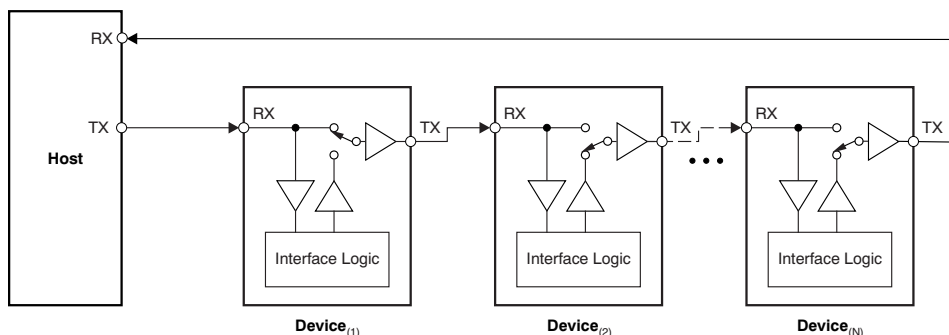 RX
TX
Host
RX
TX
Interface Logic
Device(1)
RX
TX
Interface Logic
Device(2)
•••
RX
TX
Interface Logic
Device(N)